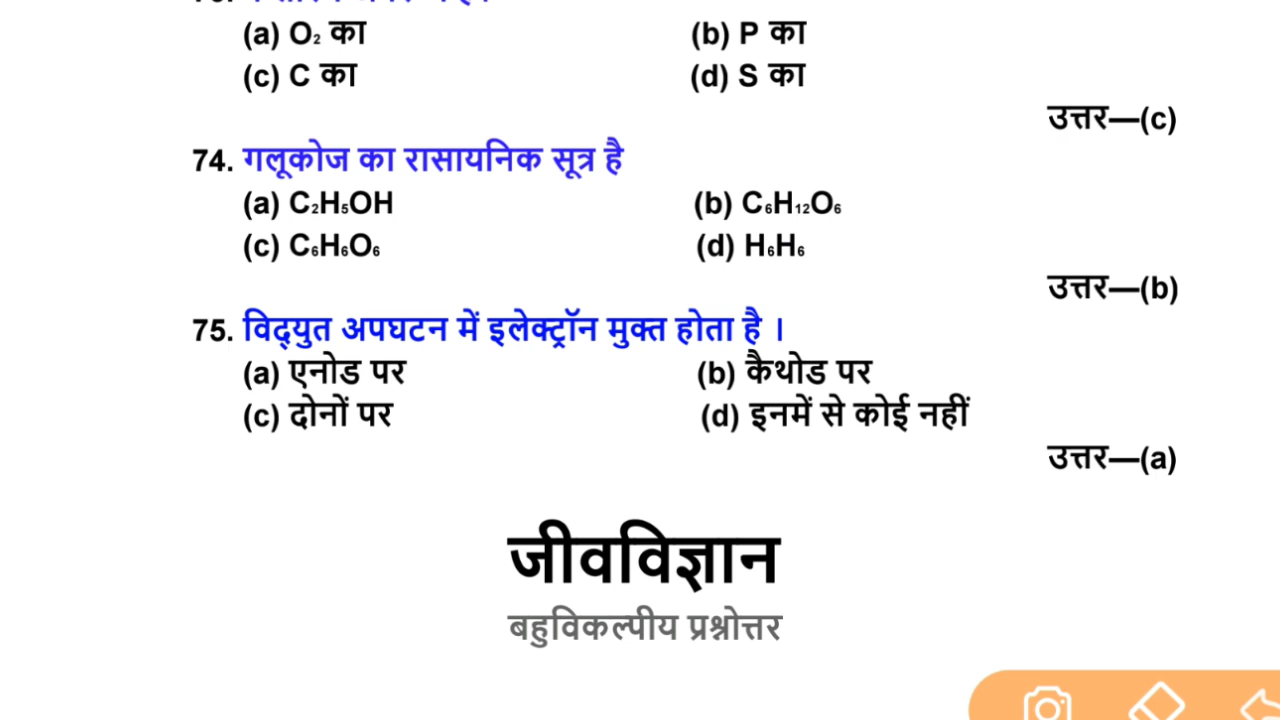 (a) O₂ का (b) P का
(c) C का (d) S का
उत्तर—(c)
74. गलूकोज का रासायनिक सूत्र है
(a) C₂H₅OH (b) C₆H₁₂O₆
(c) C₆H₆O₆ (d) H₆H₆
उत्तर—(b)
75. विद्युत अपघटन में इलेक्ट्रॉन मुक्त होता है ।
(a) एनोड पर (b) कैथोड पर
(c) दोनों पर (d) इनमें से कोई नहीं
उत्तर—(a)
जीवविज्ञान
बहुविकल्पीय प्रश्नोत्तर